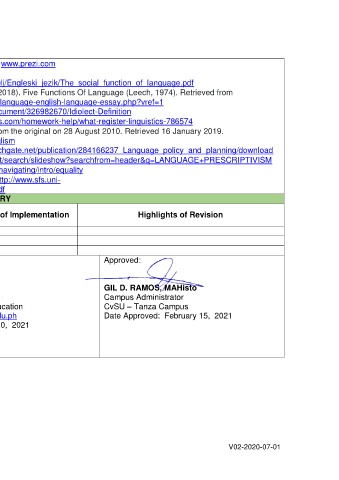 www.prezi.com
li/Engleski_jezik/The_social_function_of_language.pdf
2018). Five Functions Of Language (Leech, 1974). Retrieved from
language-english-language-essay.php?vref=1
cument/326982670/Idiolect-Definition
s.com/homework-help/what-register-linguistics-786574
om the original on 28 August 2010. Retrieved 16 January 2019.
alism
chgate.net/publication/284166237_Language_policy_and_planning/download
t/search/slideshow?searchfrom=header&q=LANGUAGE+PRESCRIPTIVISM
navigating/intro/equality
ttp://www.sfs.uni-
df
RY
of Implementation Highlights of Revision
Approved:
GIL D. RAMOS, MAHisto
Campus Administrator
ucation CvSU – Tanza Campus
du.ph Date Approved: February 15, 2021
0, 2021
V02-2020-07-01